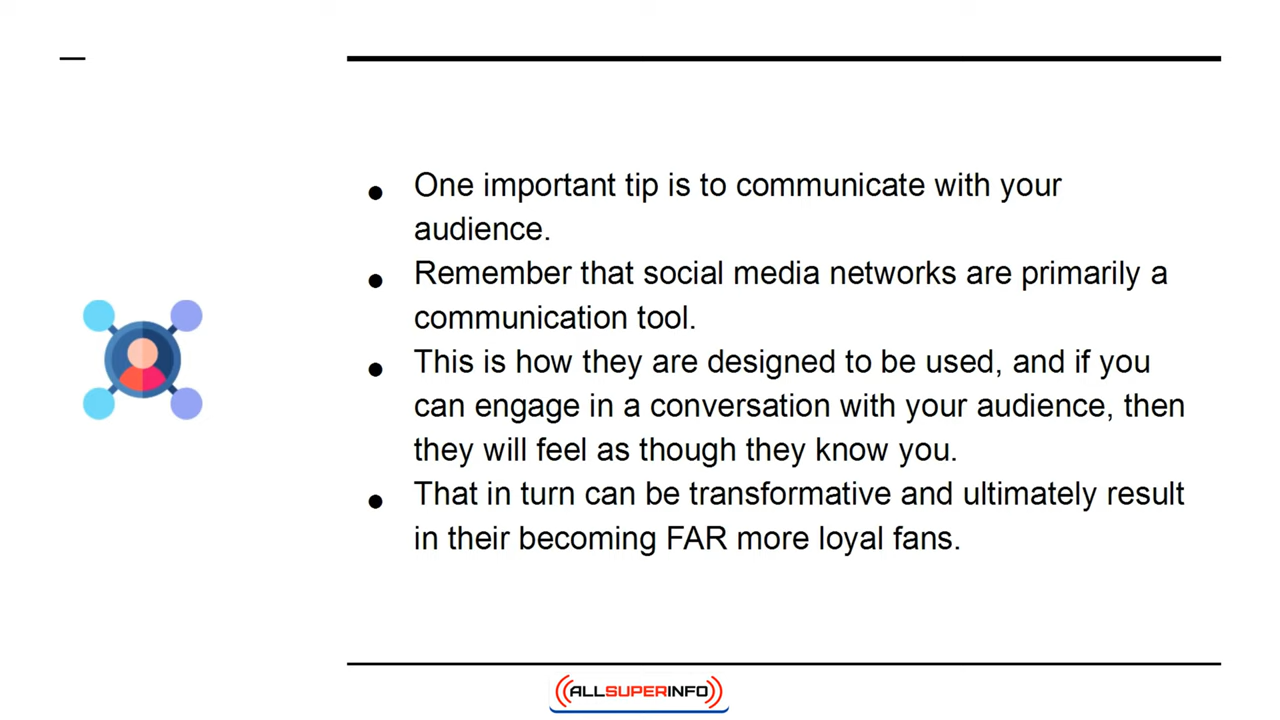 ● One important tip is to communicate with your
audience.
● Remember that social media networks are primarily a
communication tool.
● This is how they are designed to be used, and if you
can engage in a conversation with your audience, then
they will feel as though they know you.
● That in turn can be transformative and ultimately result
in their becoming FAR more loyal fans.
ALLSUPERINFO